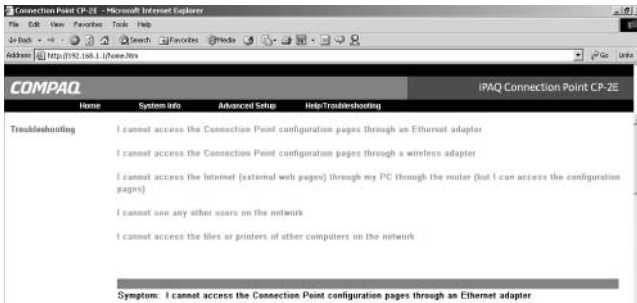 Connection Point CP-2E - Microsoft Internet Explorer
File Edit View Favorites Tools Help
Back Search Favorites Media
Address http://192.168.1.1/home.htm Go Links
COMPAQ iPAQ Connection Point CP-2E
Home System Info Advanced Setup Help/Troubleshooting
Troubleshooting I cannot access the Connection Point configuration pages through an Ethernet adapter
I cannot access the Connection Point configuration pages through a wireless adapter
I cannot access the Internet (external web pages) through my PC through the router (but I can access the configuration
pages)
I cannot see any other users on the network
I cannot access the files or printers of other computers on the network
Symptom: I cannot access the Connection Point configuration pages through an Ethernet adapter